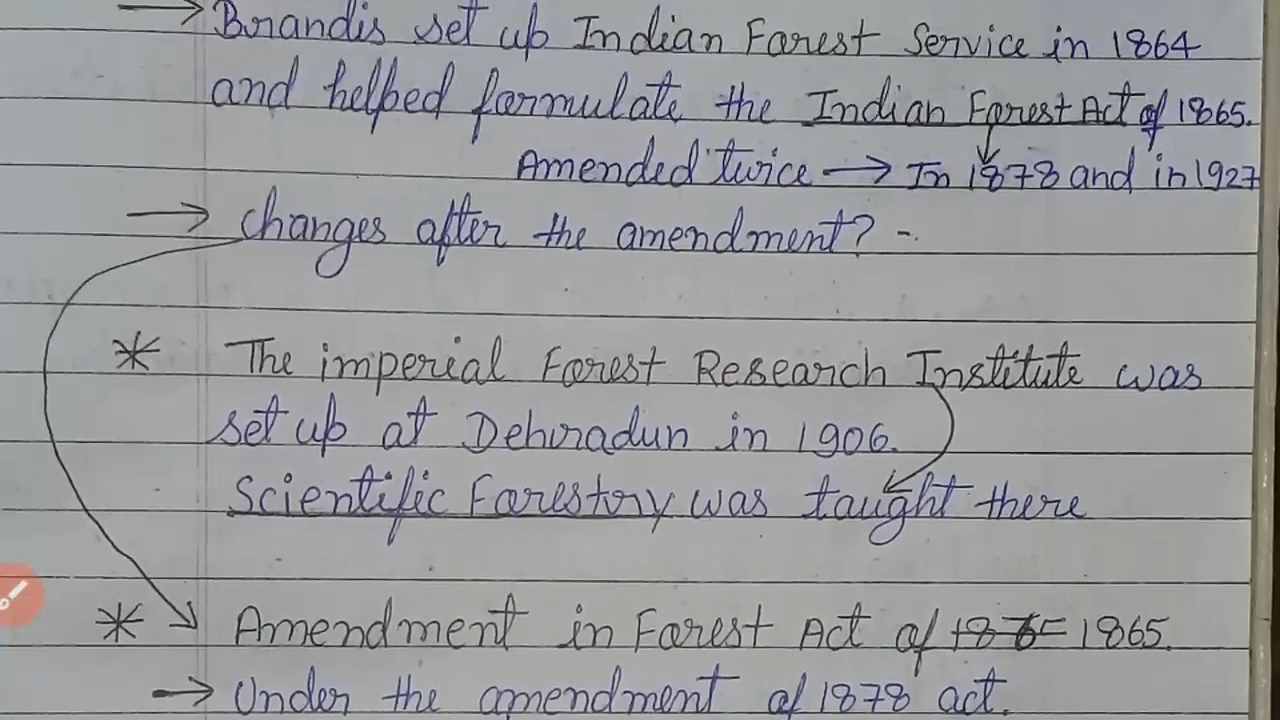 → Brandis set up Indian Forest Service in 1864
and helped formulate the Indian Forest Act of 1865.
Amended twice → In 1878 and in 1927
→ Changes after the amendment? -
* The imperial Forest Research Institute was
set up at Dehradun in 1906.
Scientific Forestory was taught there
* Amendment in Forest Act of 1865.
→ Under the amendment of 1878 act.